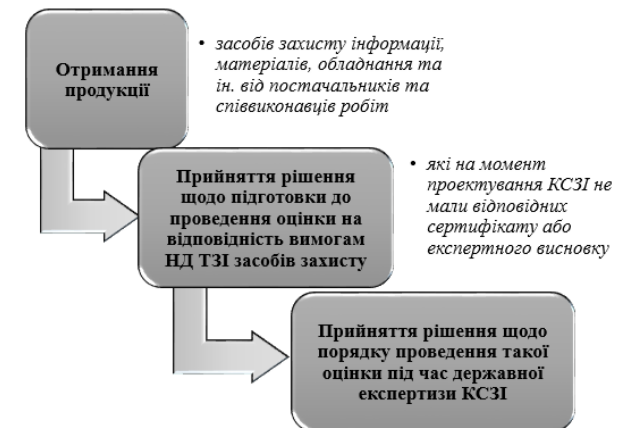 Отримання
продукції
• засобів захисту інформації,
матеріалів, обладнання та
ін. від постачальників та
співвиконавців робіт
Прийняття рішення
щодо підготовки до
проведення оцінки на
відповідність вимогам
НД ТЗІ засобів захисту
• які на момент
проектування КСЗІ не
мали відповідних
сертифікату або
експертного висновку
Прийняття рішення щодо
порядку проведення такої
оцінки під час державної
експертизи КСЗІ